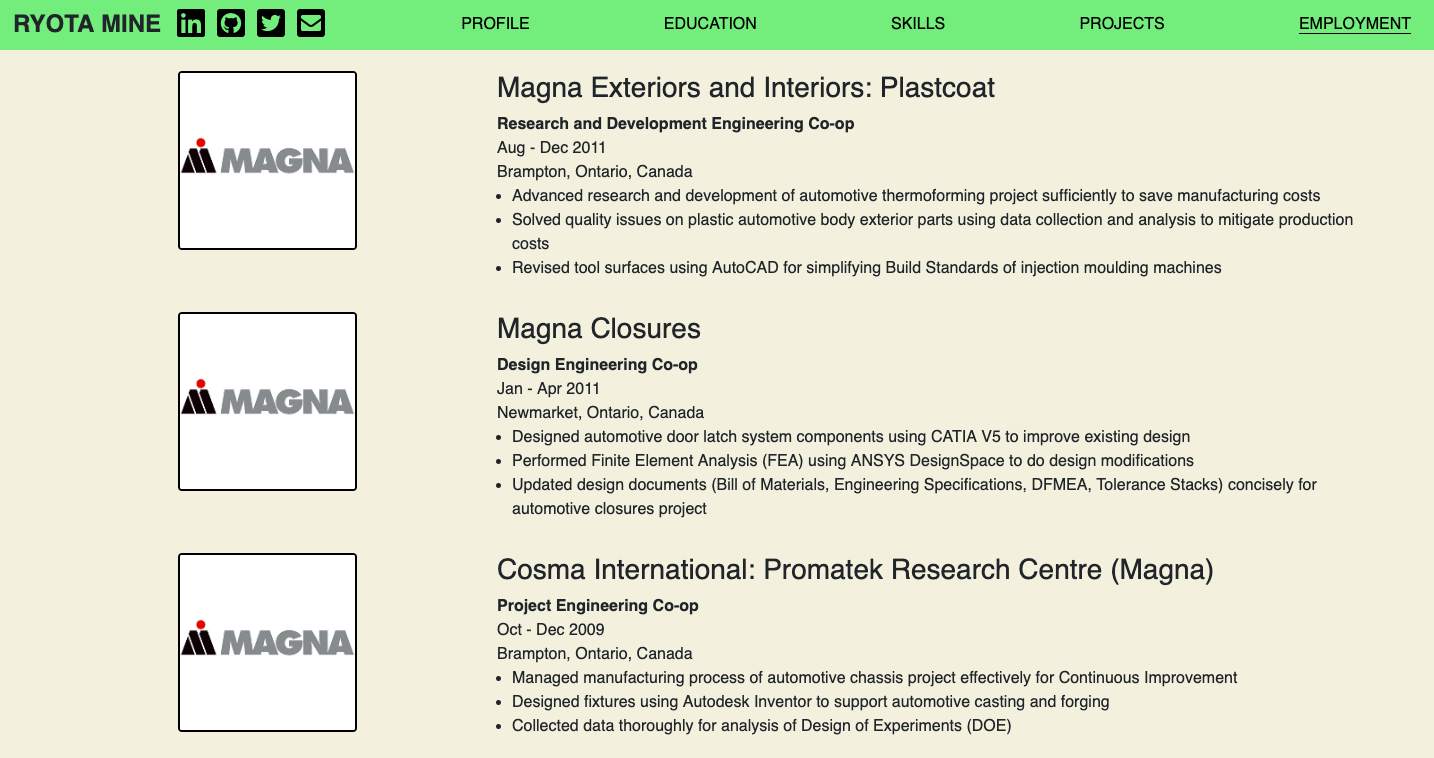 RYOTA MINE
PROFILE
EDUCATION
SKILLS
PROJECTS
EMPLOYMENT
MAGNA
Magna Exteriors and Interiors: Plastcoat
Research and Development Engineering Co-op
Aug - Dec 2011
Brampton, Ontario, Canada
• Advanced research and development of automotive thermoforming project sufficiently to save manufacturing costs
• Solved quality issues on plastic automotive body exterior parts using data collection and analysis to mitigate production
costs
• Revised tool surfaces using AutoCAD for simplifying Build Standards of injection moulding machines
MAGNA
Magna Closures
Design Engineering Co-op
Jan - Apr 2011
Newmarket, Ontario, Canada
• Designed automotive door latch system components using CATIA V5 to improve existing design
• Performed Finite Element Analysis (FEA) using ANSYS DesignSpace to do design modifications
• Updated design documents (Bill of Materials, Engineering Specifications, DFMEA, Tolerance Stacks) concisely for
automotive closures project
MAGNA
Cosma International: Promatek Research Centre (Magna)
Project Engineering Co-op
Oct - Dec 2009
Brampton, Ontario, Canada
• Managed manufacturing process of automotive chassis project effectively for Continuous Improvement
• Designed fixtures using Autodesk Inventor to support automotive casting and forging
• Collected data thoroughly for analysis of Design of Experiments (DOE)